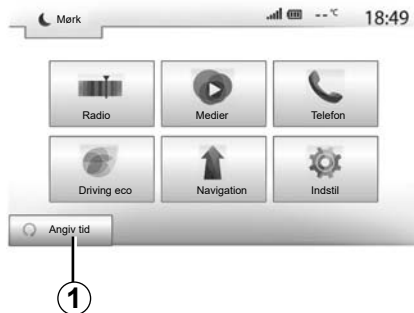 Mørk
--°C 18:49
Radio Medier Telefon
Driving eco Navigation Indstil
Angiv tid
1